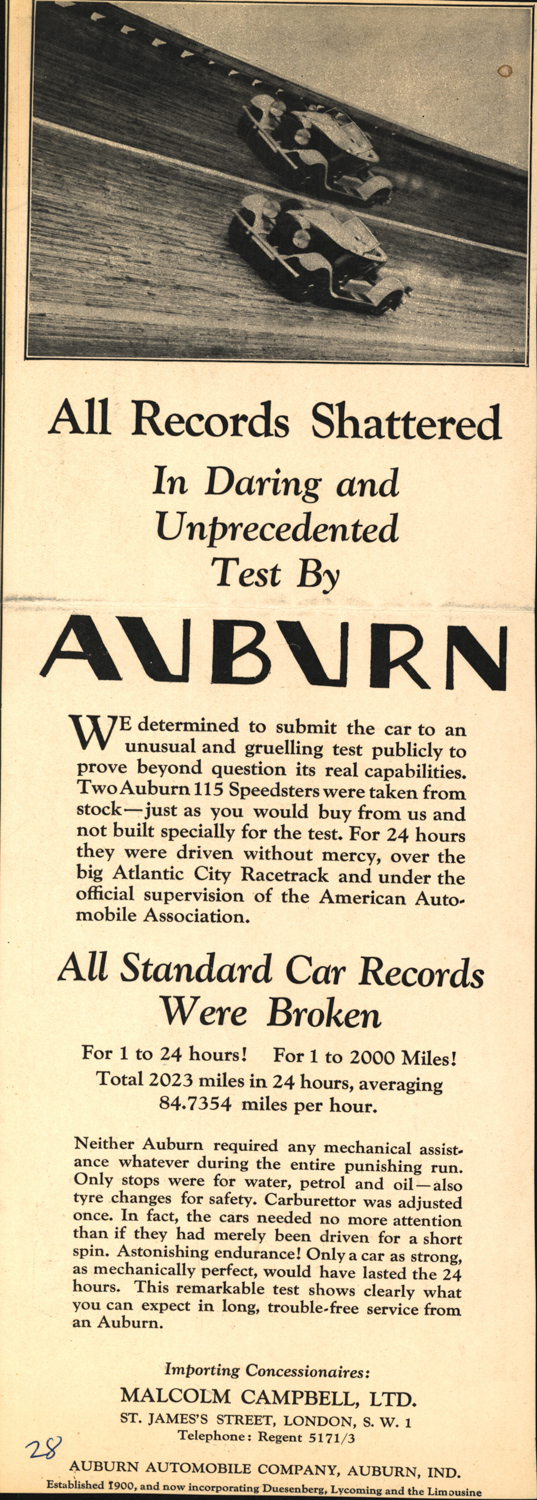 All Records Shattered
In Daring and
Unprecedented
Test By
AUBURN
WE determined to submit the car to an
unusual and gruelling test publicly to
prove beyond question its real capabilities.
Two Auburn 115 Speedsters were taken from
stock—just as you would buy from us and
not built specially for the test. For 24 hours
they were driven without mercy, over the
big Atlantic City Racetrack and under the
official supervision of the American Auto-
mobile Association.
All Standard Car Records
Were Broken
For 1 to 24 hours! For 1 to 2000 Miles!
Total 2023 miles in 24 hours, averaging
84.7354 miles per hour.
Neither Auburn required any mechanical assist-
ance whatever during the entire punishing run.
Only stops were for water, petrol and oil—also
tyre changes for safety. Carburettor was adjusted
once. In fact, the cars needed no more attention
than if they had merely been driven for a short
spin. Astonishing endurance! Only a car as strong,
as mechanically perfect, would have lasted the 24
hours. This remarkable test shows clearly what
you can expect in long, trouble-free service from
an Auburn.
Importing Concessionaires:
MALCOLM CAMPBELL, LTD.
ST. JAMES'S STREET, LONDON, S. W. 1
Telephone: Regent 5171/3
28
AUBURN AUTOMOBILE COMPANY, AUBURN, IND.
Established 1900, and now incorporating Duesenberg, Lycoming and the Limousine